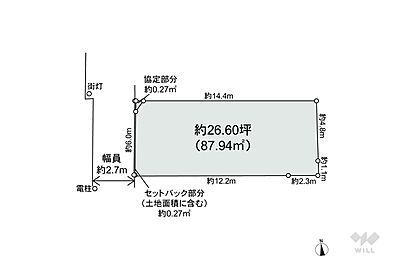 街灯
協定部分
約0.27㎡
約14.4m
約6.0m
約26.60坪
(87.94㎡)
約4.8m
約1.1m
幅員
約2.7m
電柱
セットバック部分
(土地面積に含む)
約0.27㎡
約12.2m
約2.3m
N
WILL